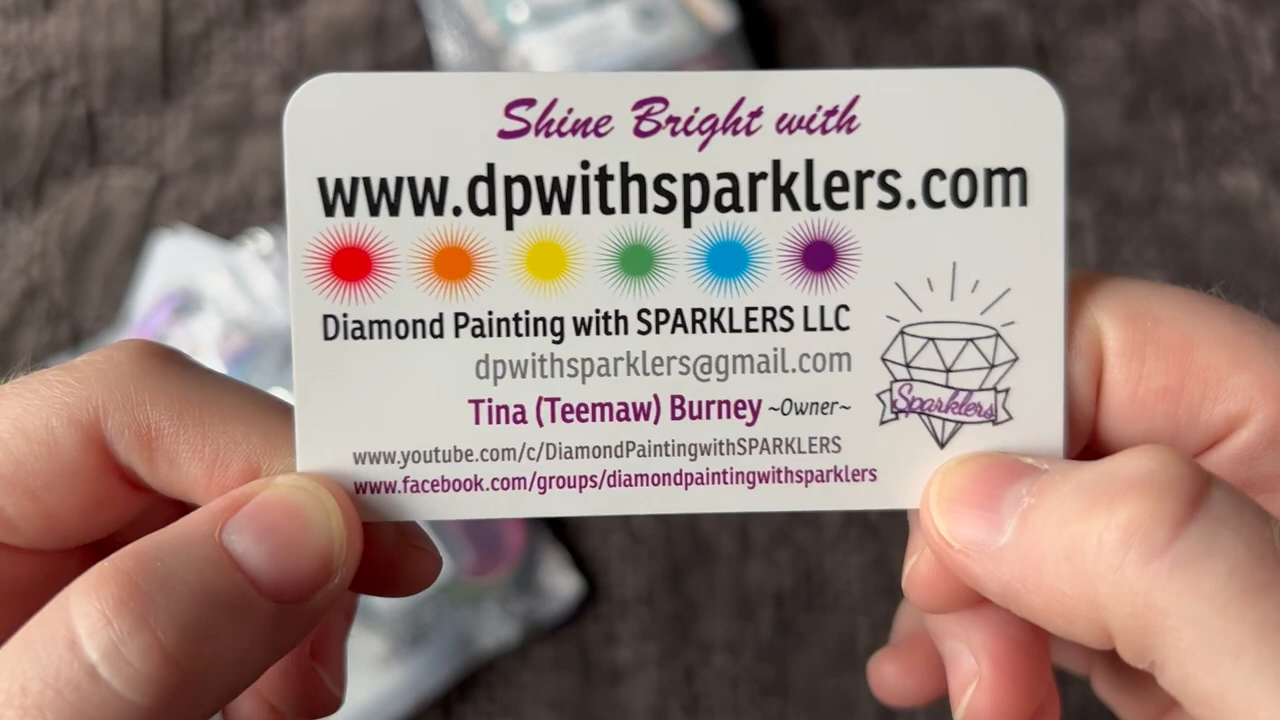 Shine Bright with
www.dpwithsparklers.com
Diamond Painting with SPARKLERS LLC
dpwithsparklers@gmail.com
Tina (Teemaw) Burney ~Owner~
Sparklers
www.youtube.com/c/DiamondPaintingwithSPARKLERS
www.facebook.com/groups/diamondpaintingwithsparklers